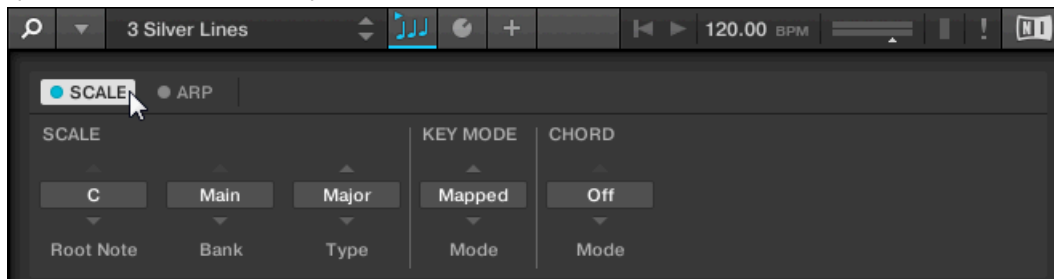 3 Silver Lines + 120.00 BPM ! NI
SCALE ARP
SCALE KEY MODE CHORD
C Main Major Mapped Off
Root Note Bank Type Mode Mode